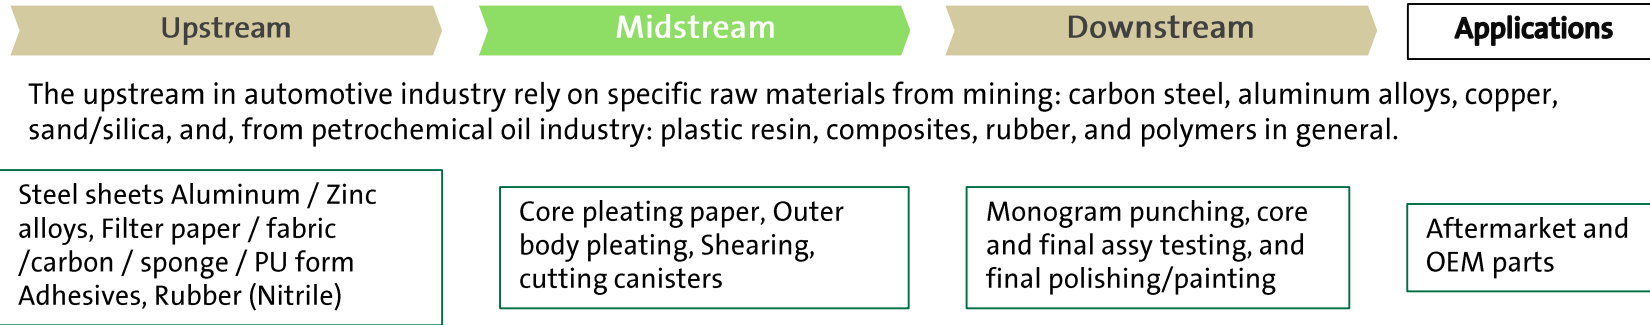 Upstream
Midstream
Downstream
Applications
The upstream in automotive industry rely on specific raw materials from mining: carbon steel, aluminum alloys, copper,
sand/silica, and, from petrochemical oil industry: plastic resin, composites, rubber, and polymers in general.
Steel sheets Aluminum / Zinc
alloys, Filter paper / fabric
/carbon / sponge / PU form
Adhesives, Rubber (Nitrile)
Core pleating paper, Outer
body pleating, Shearing,
cutting canisters
Monogram punching, core
and final assy testing, and
final polishing/painting
Aftermarket and
OEM parts